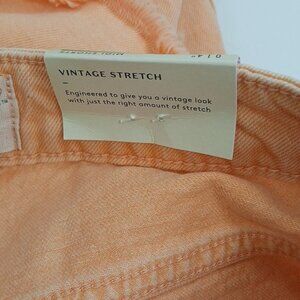 VINTAGE STRETCH
Engineered to give you a vintage look
with just the right amount of stretch